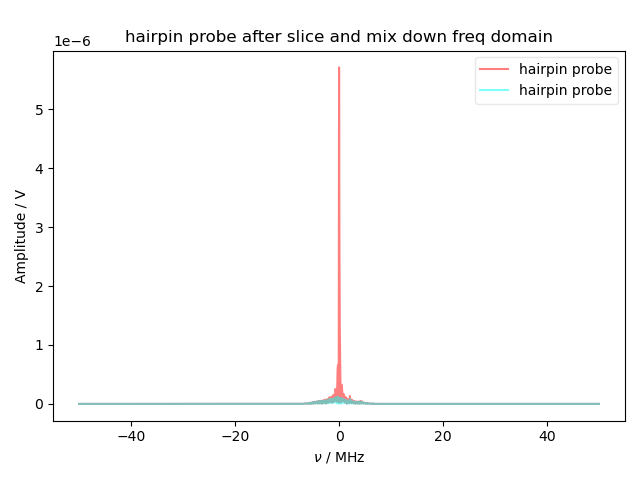 hairpin probe after slice and mix down freq domain
1e−6
hairpin probe
hairpin probe
5
4
3
2
1
0
Amplitude / V
−40
−20
0
20
40
ν / MHz